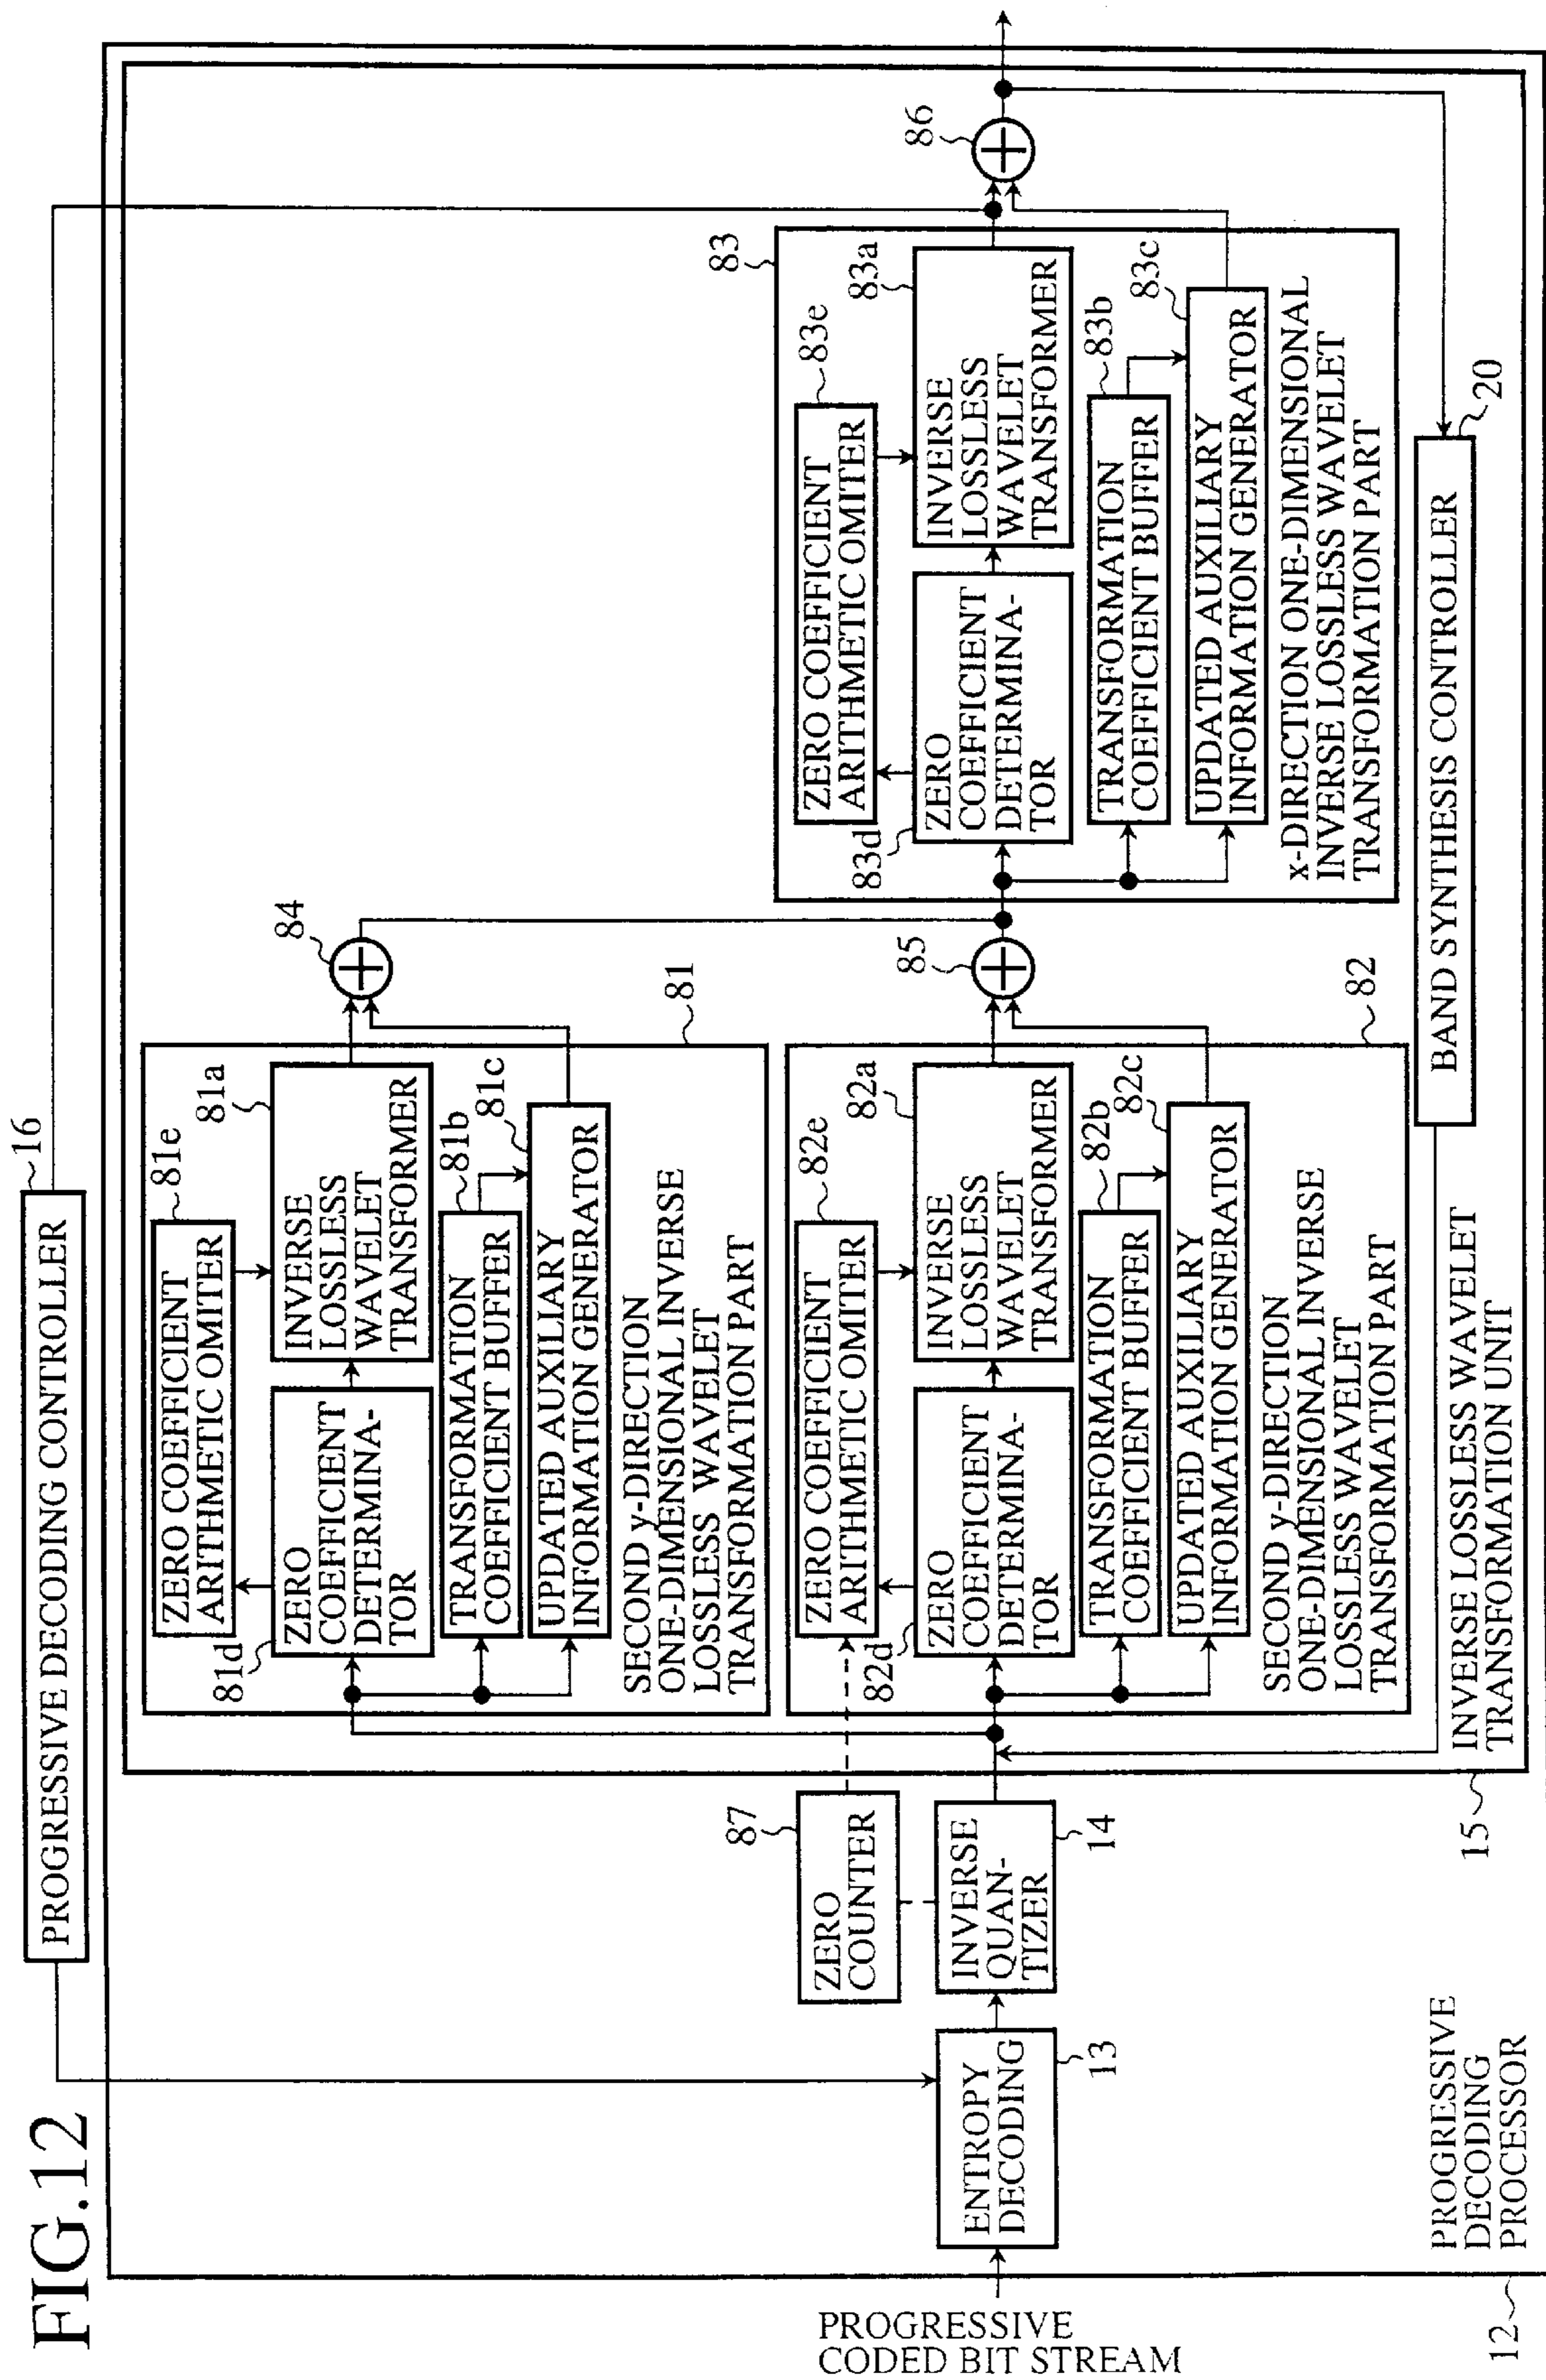 FIG.12
16
PROGRESSIVE DECODING CONTROLLER
81e
ZERO COEFFICIENT
ARITHMETIC OMITER
81d
ZERO
COEFFICIENT
DETERMINA-
TOR
81a
INVERSE
LOSSLESS
WAVELET
TRANSFORMER
81b
TRANSFORMATION
COEFFICIENT BUFFER
81c
UPDATED AUXILIARY
INFORMATION GENERATOR
SECOND y-DIRECTION
ONE-DIMENSIONAL INVERSE
LOSSLESS WAVELET
TRANSFORMATION PART
81
84
87
ZERO
COUNTER
82e
ZERO COEFFICIENT
ARITHMETIC OMITER
82d
ZERO
COEFFICIENT
DETERMINA-
TOR
82a
INVERSE
LOSSLESS
WAVELET
TRANSFORMER
82b
TRANSFORMATION
COEFFICIENT BUFFER
82c
UPDATED AUXILIARY
INFORMATION GENERATOR
SECOND y-DIRECTION
ONE-DIMENSIONAL INVERSE
LOSSLESS WAVELET
TRANSFORMATION PART
82
85
83
83e
ZERO COEFFICIENT
ARITHMETIC OMITER
83d
ZERO
COEFFICIENT
DETERMINA-
TOR
83a
INVERSE
LOSSLESS
WAVELET
TRANSFORMER
83b
TRANSFORMATION
COEFFICIENT BUFFER
83c
UPDATED AUXILIARY
INFORMATION GENERATOR
x-DIRECTION ONE-DIMENSIONAL
INVERSE LOSSLESS WAVELET
TRANSFORMATION PART
86
PROGRESSIVE
CODED BIT STREAM
ENTROPY
DECODING
13
INVERSE
QUAN-
TIZER
14
BAND SYNTHESIS CONTROLLER
20
INVERSE LOSSLESS WAVELET
TRANSFORMATION UNIT
15
PROGRESSIVE
DECODING
PROCESSOR
12